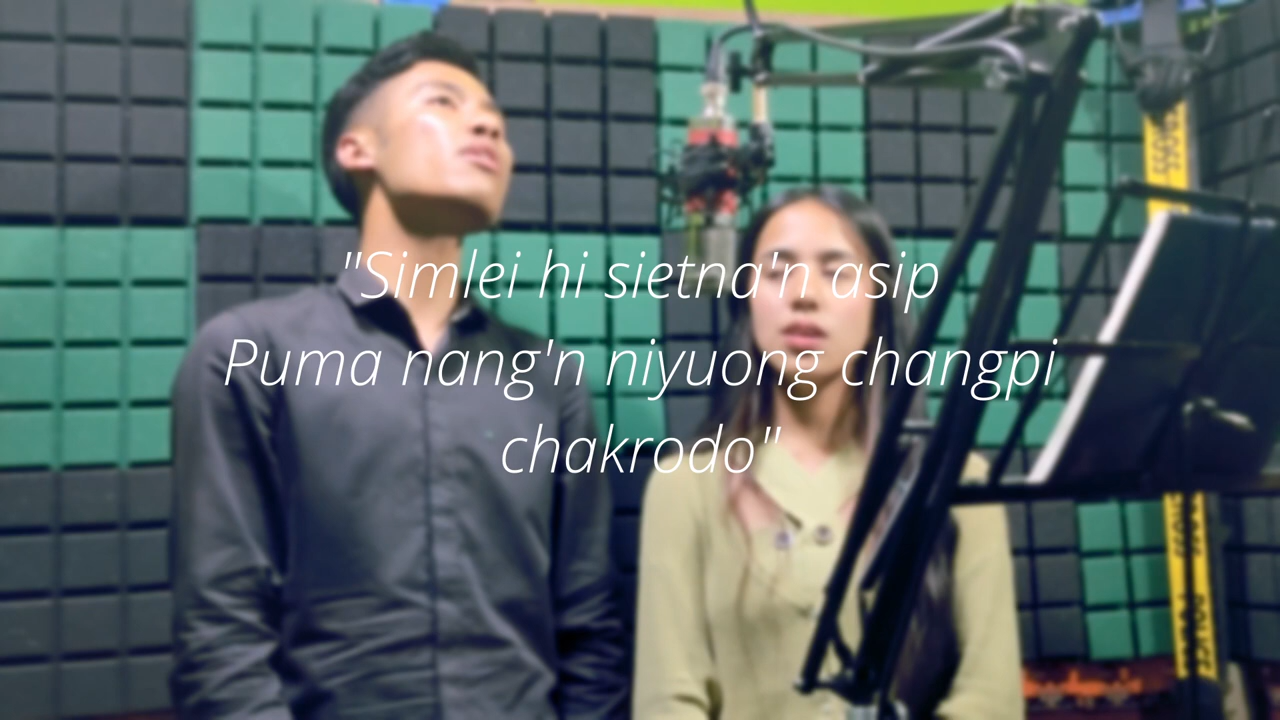 "Simlei hi sietna'n asip
Puma nang'n niyuong changpi
chakrodo"